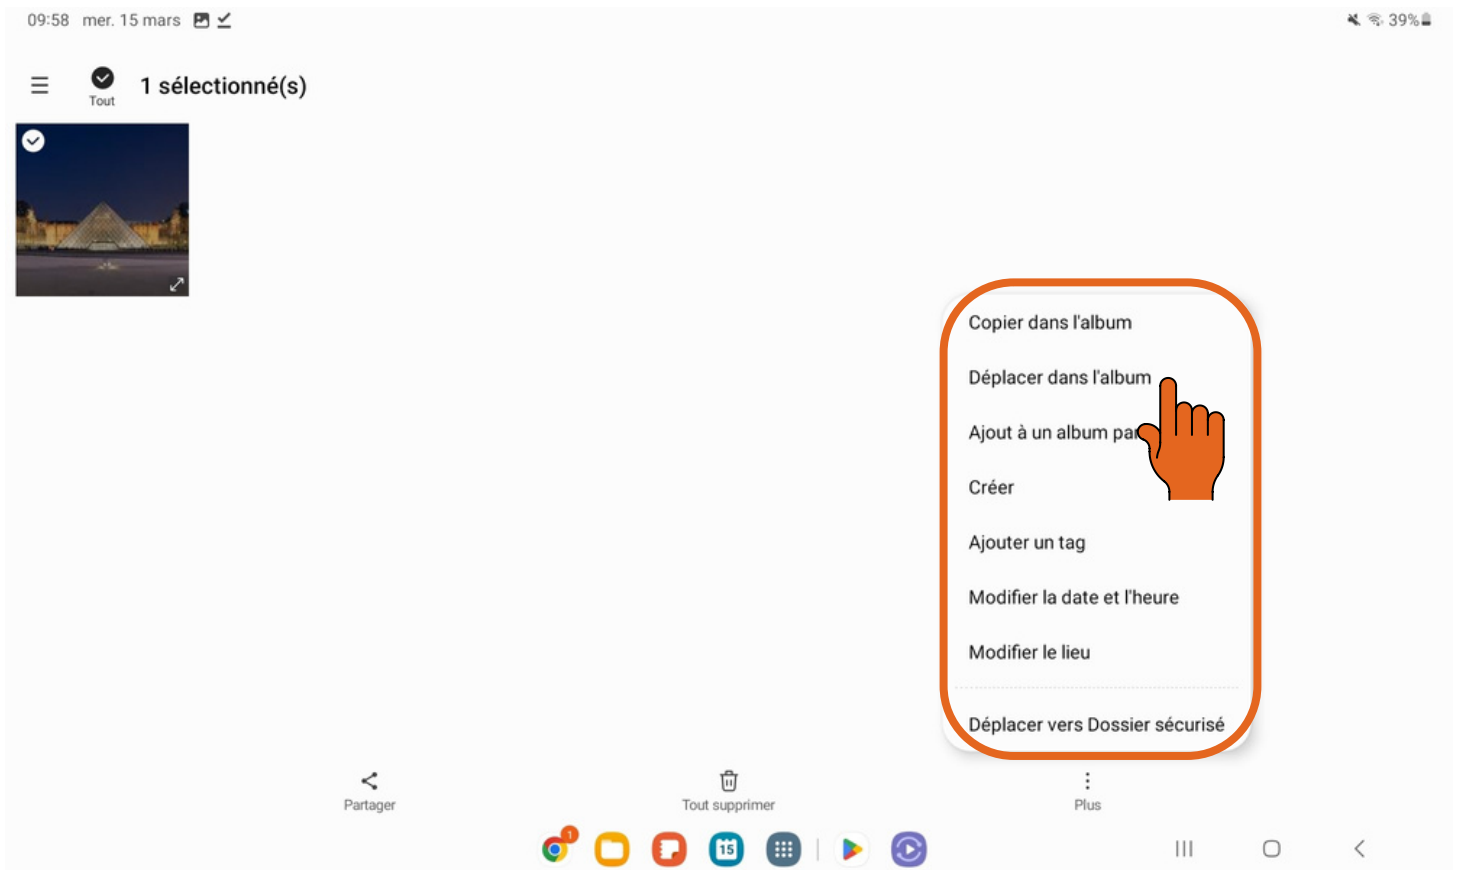 09:58 mer. 15 mars
39%
Tout
1 sélectionné(s)
Copier dans l'album
Déplacer dans l'album
Ajout à un album
Créer
Ajouter un tag
Modifier la date et l'heure
Modifier le lieu
Déplacer vers Dossier sécurisé
Partager
Tout supprimer
Plus
1
15